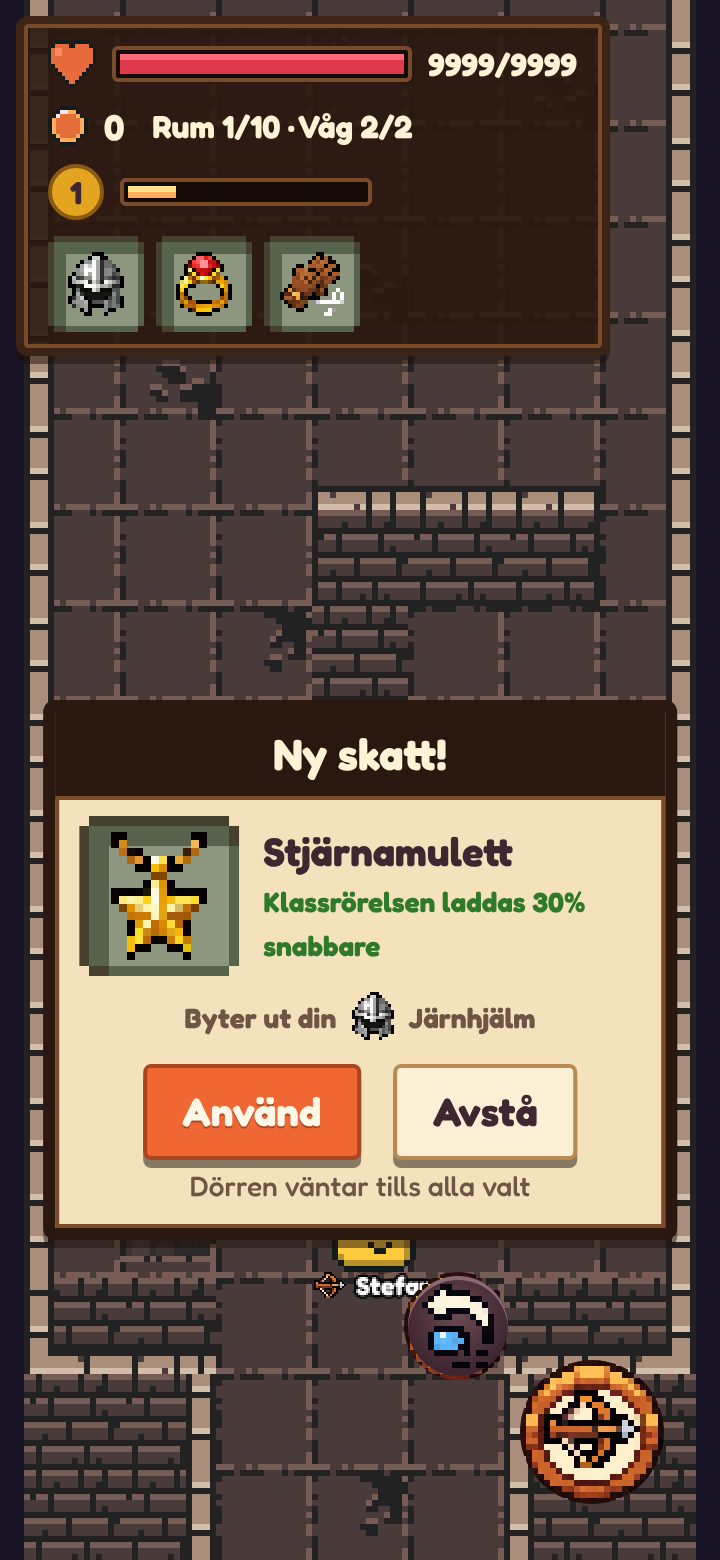 9999/9999
0 Rum 1/10 · Våg 2/2
1
Ny skatt!
Stjärnamulett
Klassrörelsen laddas 30%
snabbare
Byter ut din Järnhjälm
Använd Avstå
Dörren väntar tills alla valt